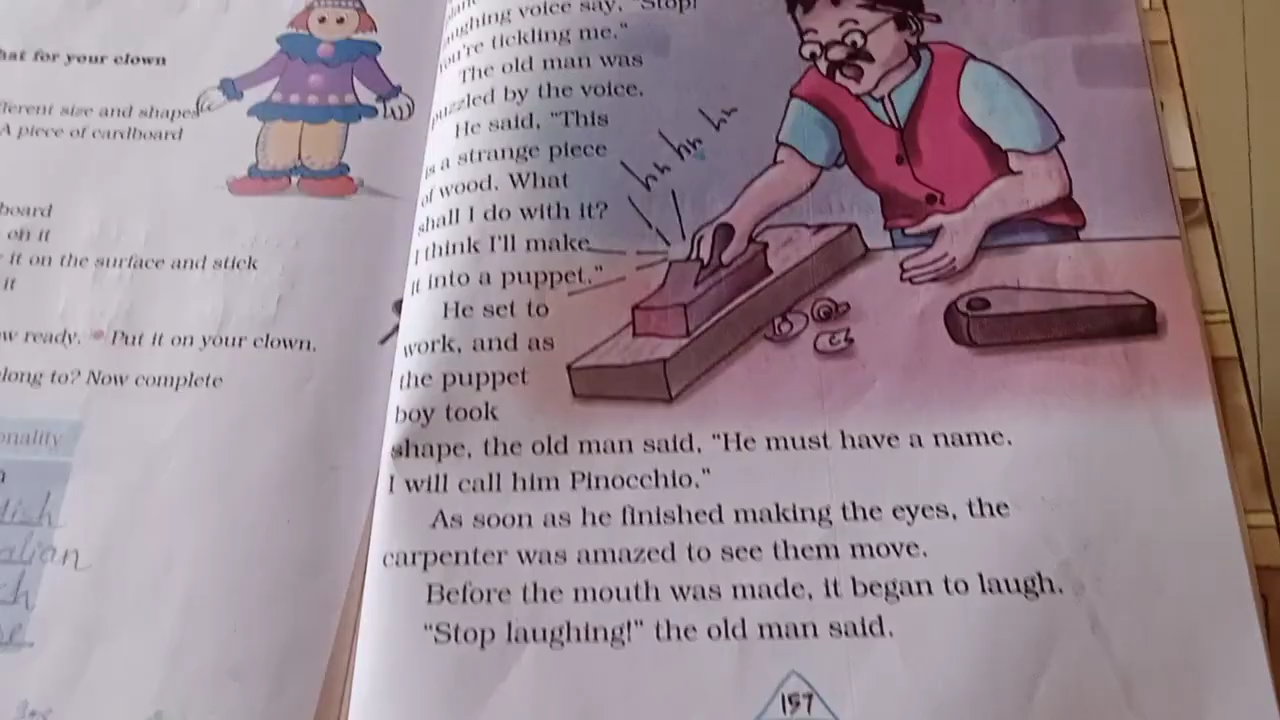 hat for your clown
fferent size and shapes
A piece of cardboard
board
on it
it on the surface and stick
it
w ready. Put it on your clown.
long to? Now complete
onality
alian
ughing voice say, "Stop!
you're tickling me."
The old man was
puzzled by the voice.
He said, "This
is a strange piece
of wood. What
shall I do with it?
I think I'll make
it into a puppet."
He set to
work, and as
the puppet
boy took
shape, the old man said, "He must have a name.
I will call him Pinocchio."
As soon as he finished making the eyes, the
carpenter was amazed to see them move.
Before the mouth was made, it began to laugh.
"Stop laughing!" the old man said.
157